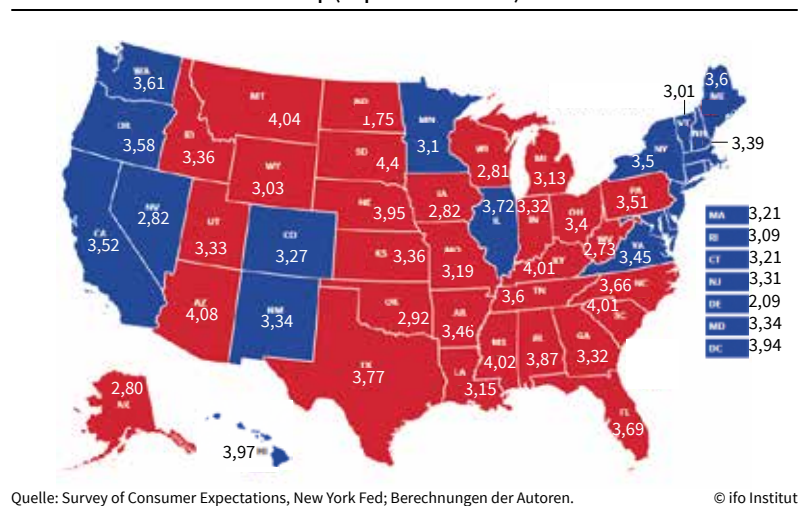 WA 3,61
MT 4,04
ND 1,75
MN 3,1
3,01
3,6 ME
OR 3,58
ID 3,36
SD 4,4
WI 2,81
MI 3,13
VT
NH
3,39
NY 3,5
WY 3,03
NE 3,95
IA 2,82
3,72 IL
3,32 IN
OH 3,4
PA 3,51
NV 2,82
UT 3,33
CA 3,52
CO 3,27
KS 3,36
MO 3,19
4,01 KY
WV 2,73
VA 3,45
MA 3,21
RI 3,09
CT 3,21
NJ 3,31
DE 2,09
MD 3,34
DC 3,94
AZ 4,08
NM 3,34
OK 2,92
AR 3,46
3,6 TN
3,66 NC
4,01 SC
TX 3,77
LA 3,15
MS 4,02
AL 3,87
GA 3,32
FL 3,69
2,80 AK
3,97 HI
Quelle: Survey of Consumer Expectations, New York Fed; Berechnungen der Autoren.
© ifo Institut